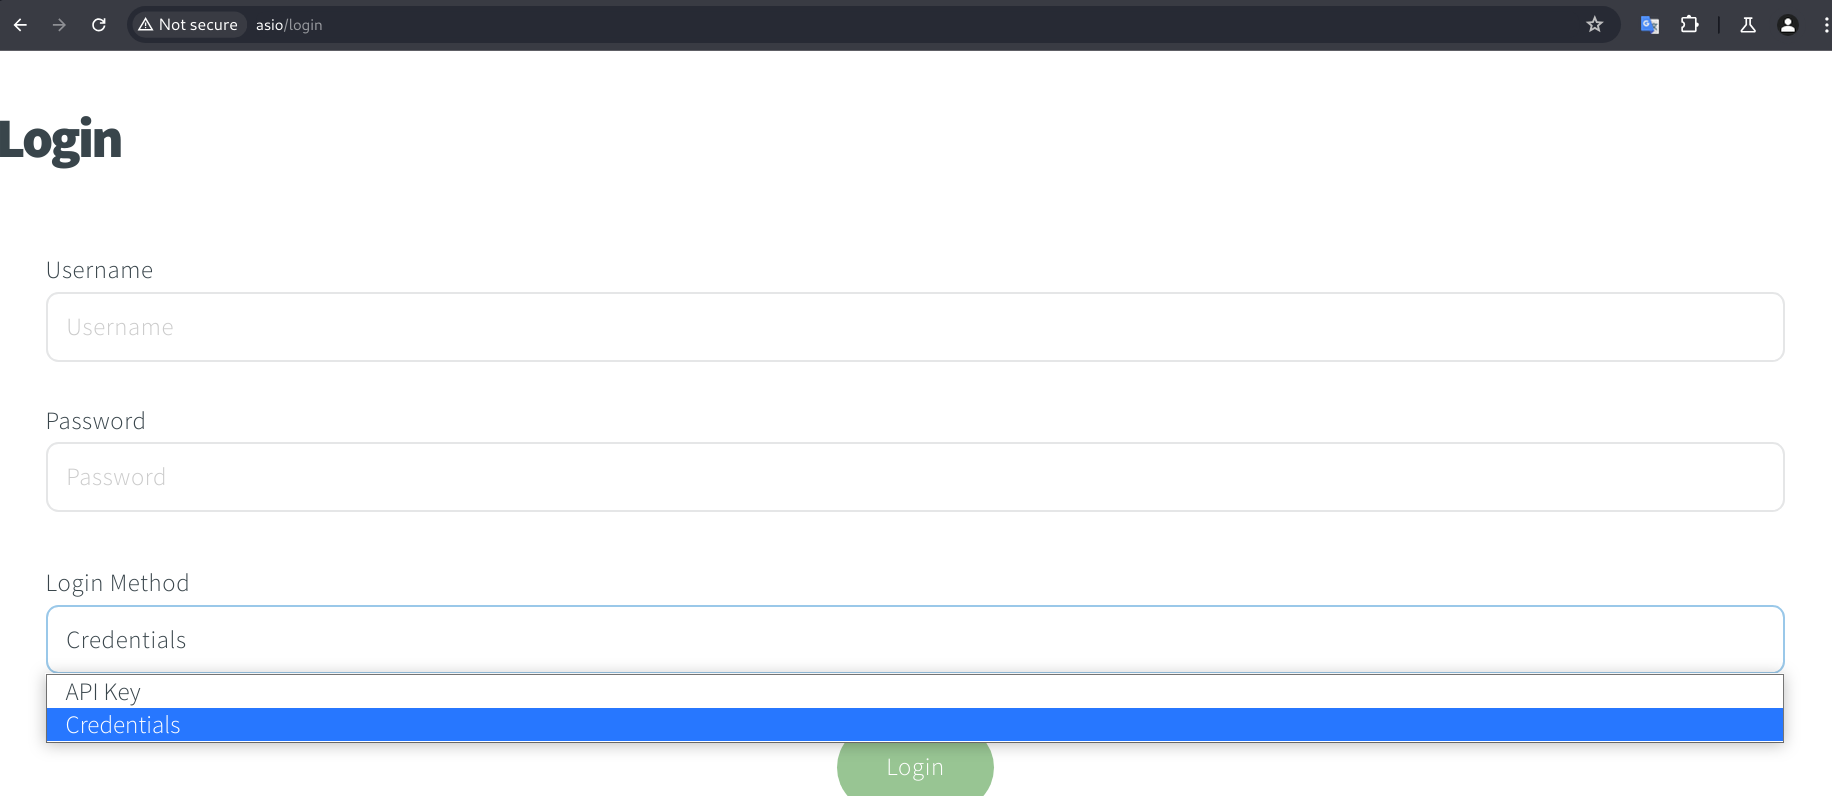 Not secure asio/login
Login
Username
Username
Password
Password
Login Method
Credentials
API Key
Credentials
Login